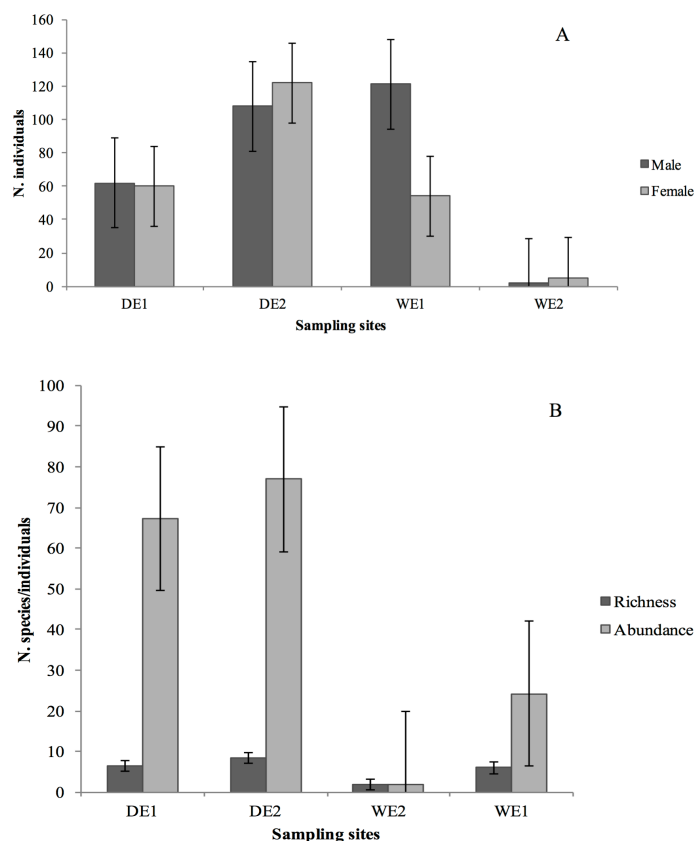 A
160
140
120
100
80
60
40
20
0
N. individuals
Male
Female
DE1 DE2 WE1 WE2
Sampling sites
B
100
90
80
70
60
50
40
30
20
10
0
N. species/individuals
Richness
Abundance
DE1 DE2 WE2 WE1
Sampling sites